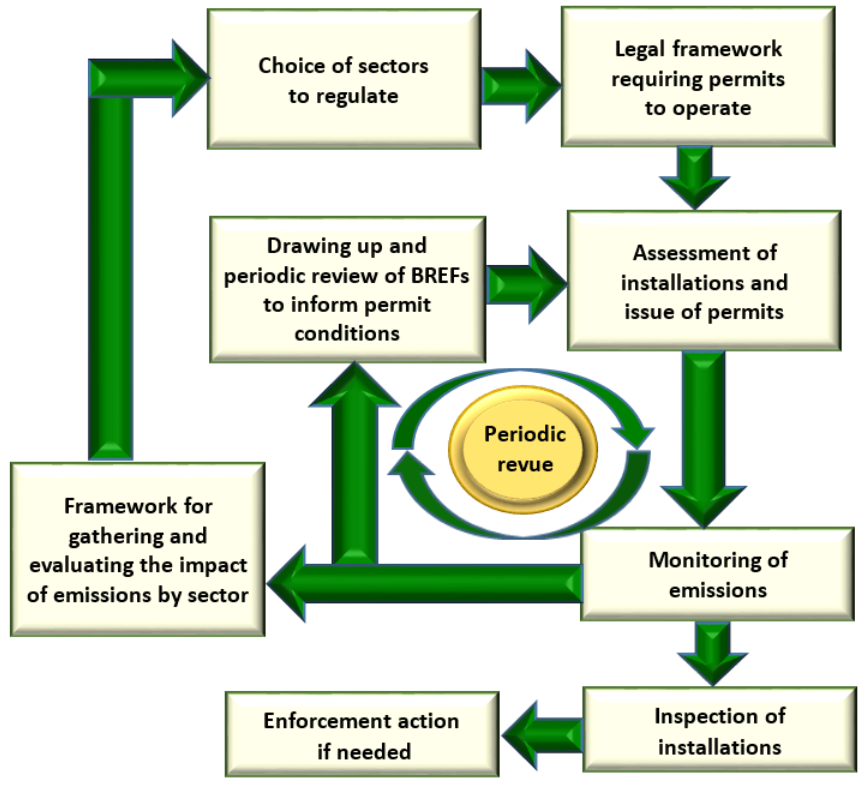 Choice of sectors
to regulate
Legal framework
requiring permits
to operate
Drawing up and
periodic review of BREFs
to inform permit
conditions
Assessment of
installations and
issue of permits
Periodic
revue
Framework for
gathering and
evaluating the impact
of emissions by sector
Monitoring of
emissions
Enforcement action
if needed
Inspection of
installations